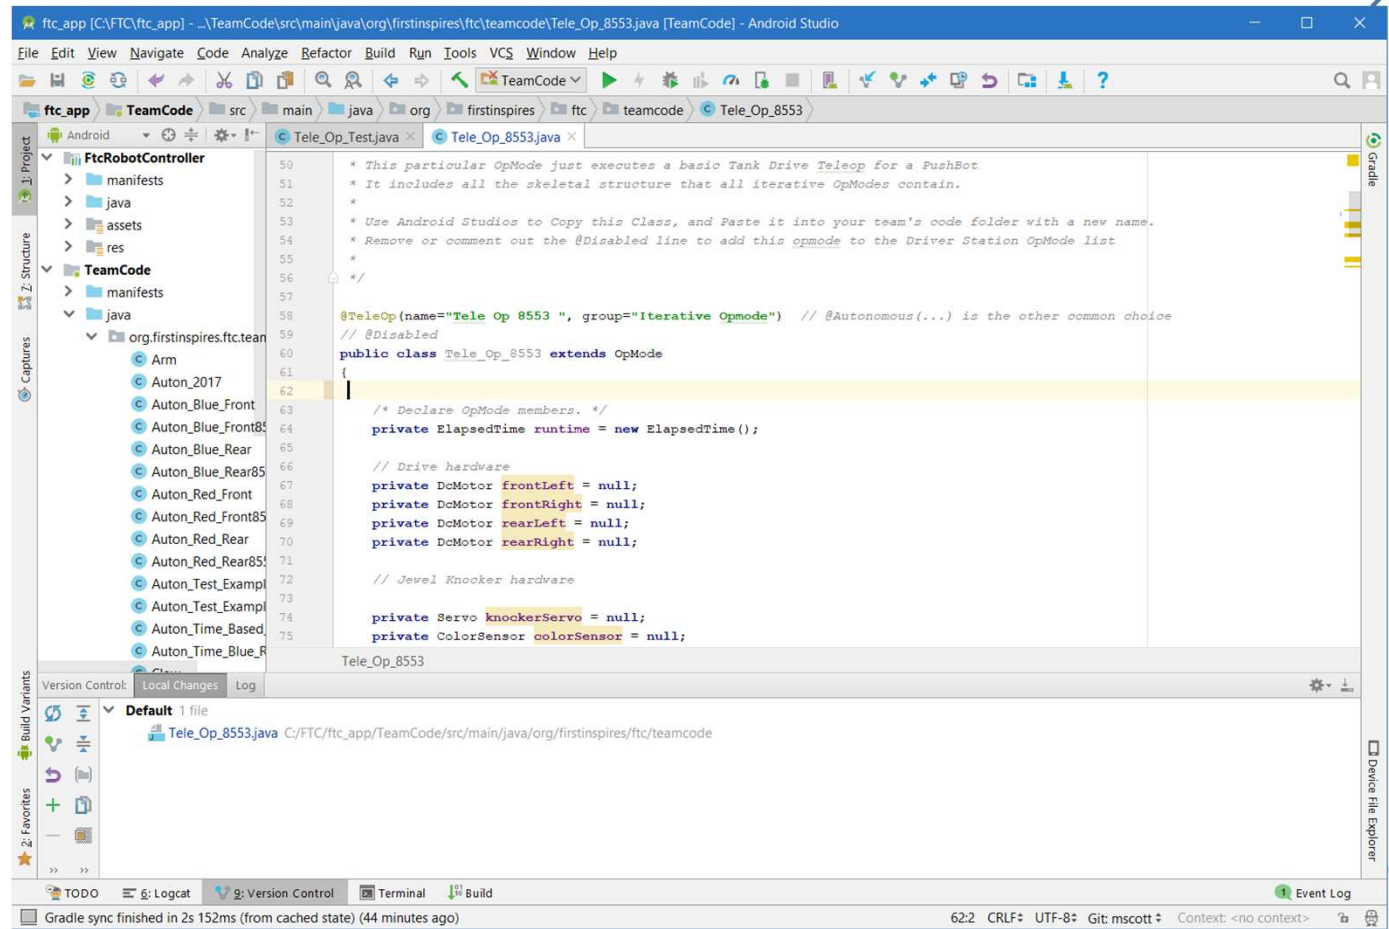 ftc_app [C:\FTC\ftc_app] - ...\TeamCode\src\main\java\org\firstinspires\ftc\teamcode\Tele_Op_8553.java [TeamCode] - Android Studio
File Edit View Navigate Code Analyze Refactor Build Run Tools VCS Window Help
TeamCode
ftc_app TeamCode src main java org firstinspires ftc teamcode Tele_Op_8553
Android
Tele_Op_Test.java Tele_Op_8553.java
1: Project
Z: Structure
Captures
Build Variants
2: Favorites
FtcRobotController
manifests
java
assets
res
TeamCode
manifests
java
org.firstinspires.ftc.tean
Arm
Auton_2017
Auton_Blue_Front
Auton_Blue_Front85
Auton_Blue_Rear
Auton_Blue_Rear85
Auton_Red_Front
Auton_Red_Front85
Auton_Red_Rear
Auton_Red_Rear855
Auton_Test_Exampl
Auton_Test_Exampl
Auton_Time_Based_
Auton_Time_Blue_R
50 * This particular OpMode just executes a basic Tank Drive Teleop for a PushBot
51 * It includes all the skeletal structure that all iterative OpModes contain.
52 *
53 * Use Android Studios to Copy this Class, and Paste it into your team's code folder with a new name.
54 * Remove or comment out the @Disabled line to add this opmode to the Driver Station OpMode list
55 *
56 */
57
58 @TeleOp(name="Tele Op 8553 ", group="Iterative Opmode") // @Autonomous(...) is the other common choice
59 // @Disabled
60 public class Tele_Op_8553 extends OpMode
61 {
62
63 /* Declare OpMode members. */
64 private ElapsedTime runtime = new ElapsedTime();
65
66 // Drive hardware
67 private DcMotor frontLeft = null;
68 private DcMotor frontRight = null;
69 private DcMotor rearLeft = null;
70 private DcMotor rearRight = null;
71
72 // Jewel Knocker hardware
73
74 private Servo knockerServo = null;
75 private ColorSensor colorSensor = null;
Tele_Op_8553
Gradle
Device File Explorer
Version Control: Local Changes Log
Default 1 file
Tele_Op_8553.java C:/FTC/ftc_app/TeamCode/src/main/java/org/firstinspires/ftc/teamcode
TODO 6: Logcat 9: Version Control Terminal Build 1 Event Log
Gradle sync finished in 2s 152ms (from cached state) (44 minutes ago) 62:2 CRLF UTF-8 Git: mscott Context: <no context>